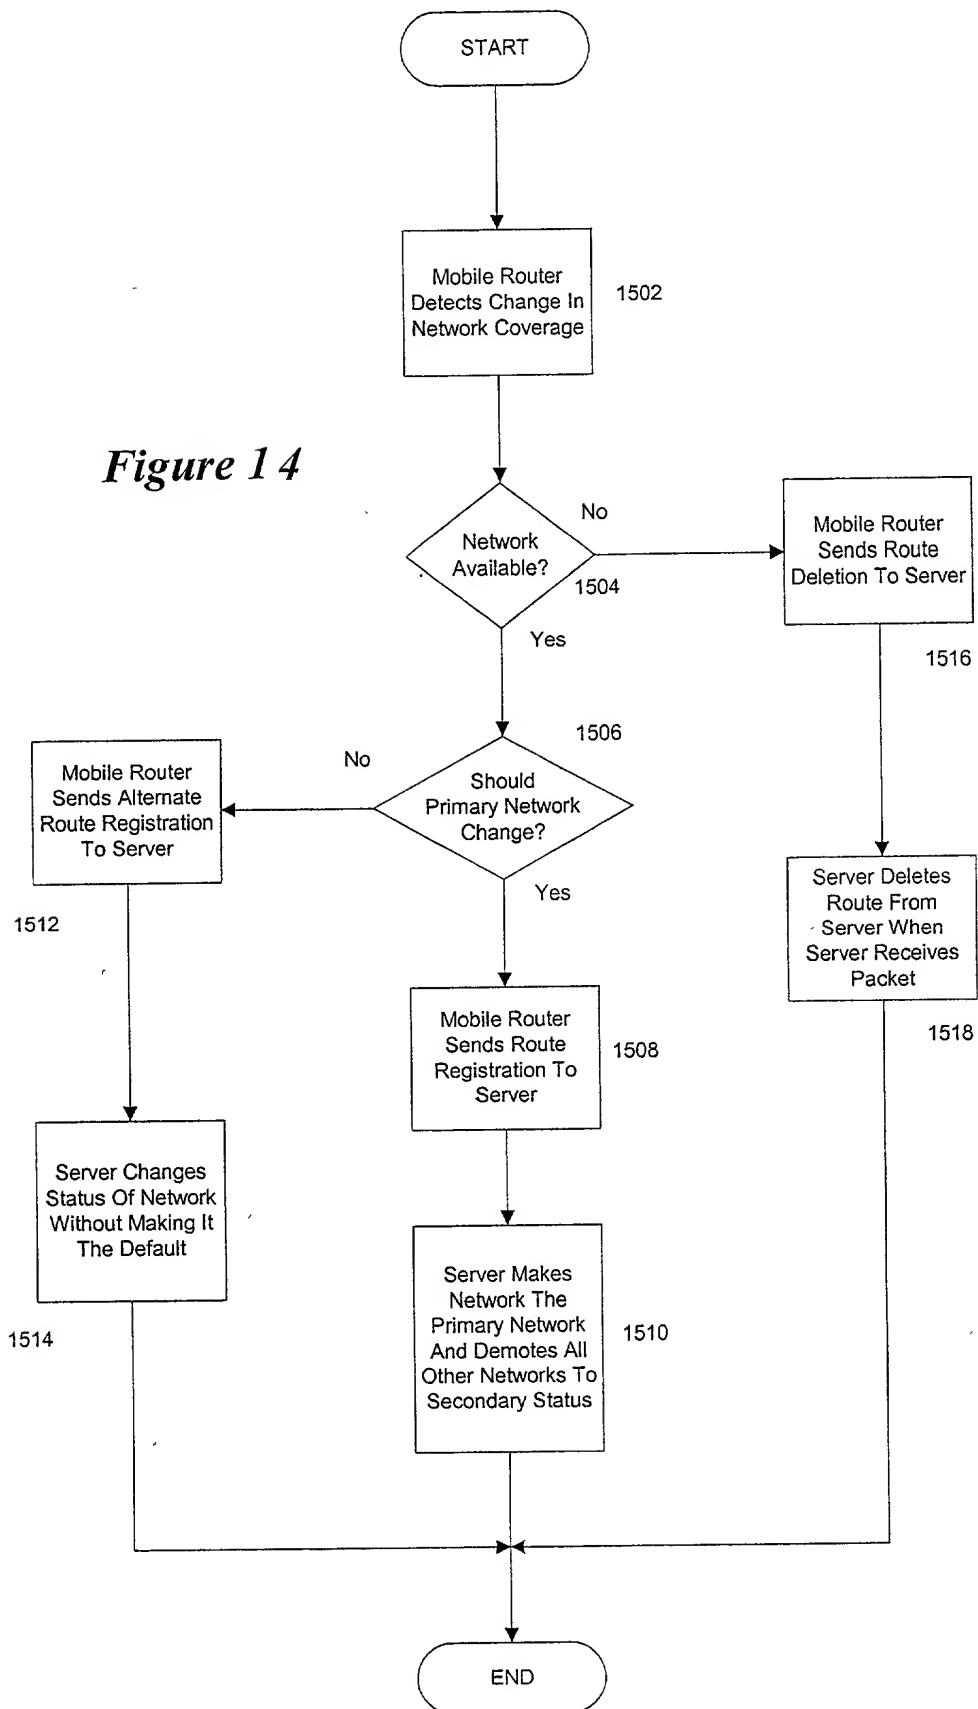 START
Mobile Router
Detects Change In
Network Coverage
1502
Figure 14
Network
Available?
1504
No
Yes
Mobile Router
Sends Route
Deletion To Server
1516
1506
Should
Primary Network
Change?
No
Yes
Mobile Router
Sends Alternate
Route Registration
To Server
1512
Server Deletes
Route From
Server When
Server Receives
Packet
1518
Mobile Router
Sends Route
Registration To
Server
1508
Server Changes
Status Of Network
Without Making It
The Default
1514
Server Makes
Network The
Primary Network
And Demotes All
Other Networks To
Secondary Status
1510
END